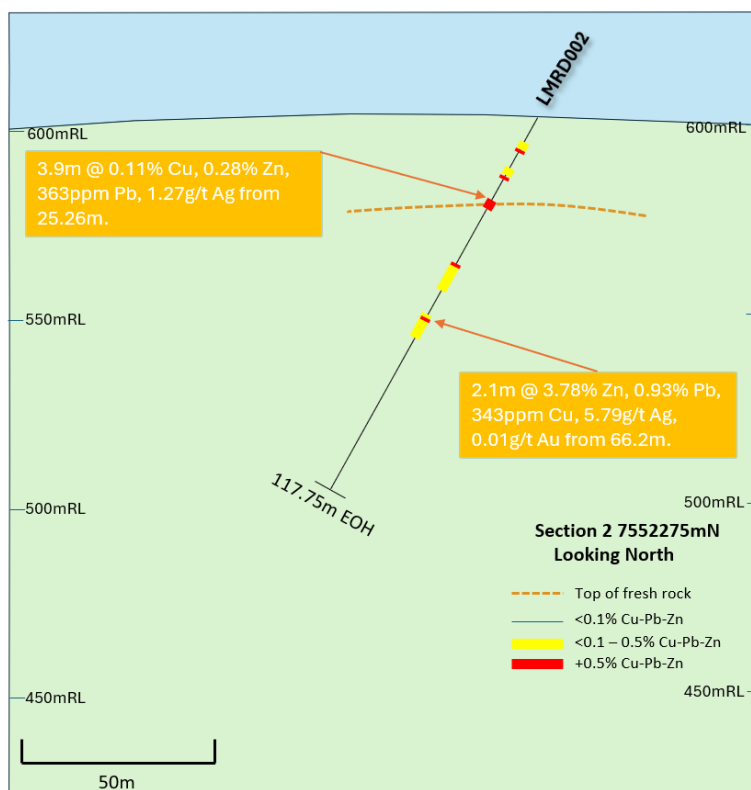 LMRD002
600mRL
600mRL
3.9m @ 0.11% Cu, 0.28% Zn,
363ppm Pb, 1.27g/t Ag from
25.26m.
550mRL
2.1m @ 3.78% Zn, 0.93% Pb,
343ppm Cu, 5.79g/t Ag,
0.01g/t Au from 66.2m.
117.75m EOH
500mRL
500mRL
Section 2 7552275mN
Looking North
Top of fresh rock
<0.1% Cu-Pb-Zn
<0.1 – 0.5% Cu-Pb-Zn
+0.5% Cu-Pb-Zn
450mRL
450mRL
50m